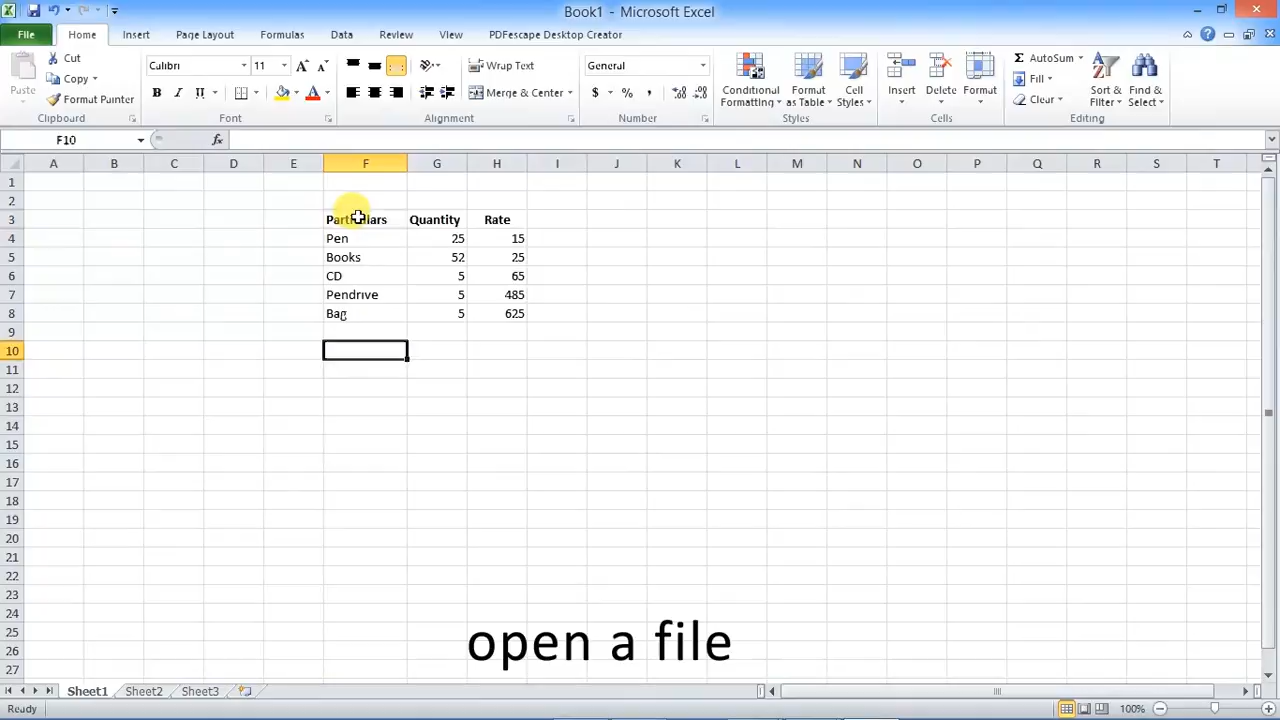 Book1 - Microsoft Excel
File Home Insert Page Layout Formulas Data Review View PDFescape Desktop Creator
Paste Cut Copy Format Painter Clipboard
Calibri 11 A A B I U A Font
Wrap Text Merge & Center Alignment
General $ % , Number
Conditional Formatting Format as Table Cell Styles Styles
Insert Delete Format Cells
Σ AutoSum Fill Clear Sort & Filter Find & Select Editing
F10 fx
A B C D E F G H I J K L M N O P Q R S T
1
2
3 Particulars Quantity Rate
4 Pen 25 15
5 Books 52 25
6 CD 5 65
7 Pendrive 5 485
8 Bag 5 625
9
10
11
12
13
14
15
16
17
18
19
20
21
22
23
24
25
26
27
open a file
Sheet1 Sheet2 Sheet3
Ready 100%